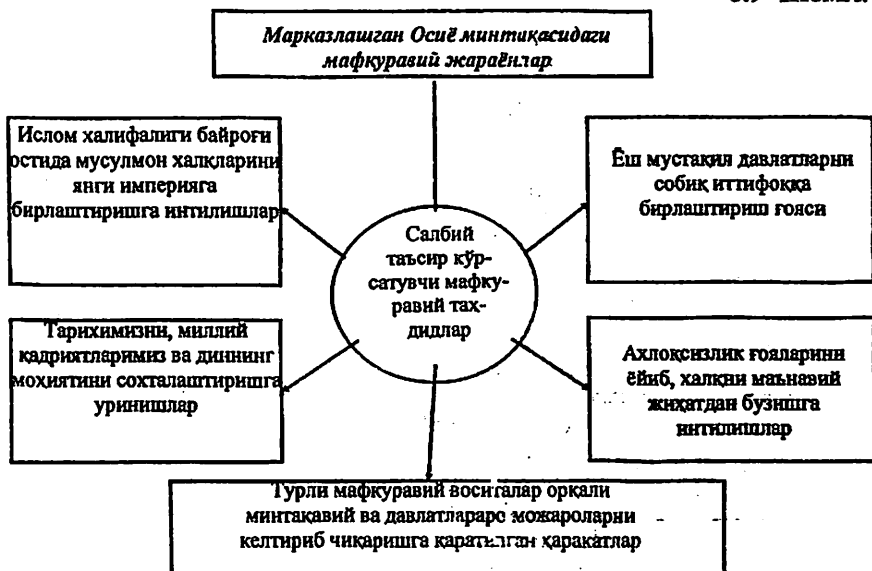 Марказлашган Осиё минтиқасидаги
мафкуравий жараёнлар
Ислом халифалиги байроғи
остида мусулмон халқларини
янги империяга
бирлаштиришга интилишлар
Ёш мустақил давлатларни
собиқ иттифоққа
бирлаштириш ғояси
Салбий
таъсир кўр-
сатувчи мафку-
равий таҳ-
дидлар
Тарихимизни, миллий
қадриятларимиз ва диннинг
моҳиятини сохталаштиришга
уринишлар
Ахлоқсизлик ғояларини
ёйиб, халқни маънавий
жиҳатдан бузишга
интилишлар
Турли мафкуравий воситалар орқали
минтақавий ва давлатлараро можароларни
келтириб чиқаришга қаратилган ҳаракатлар